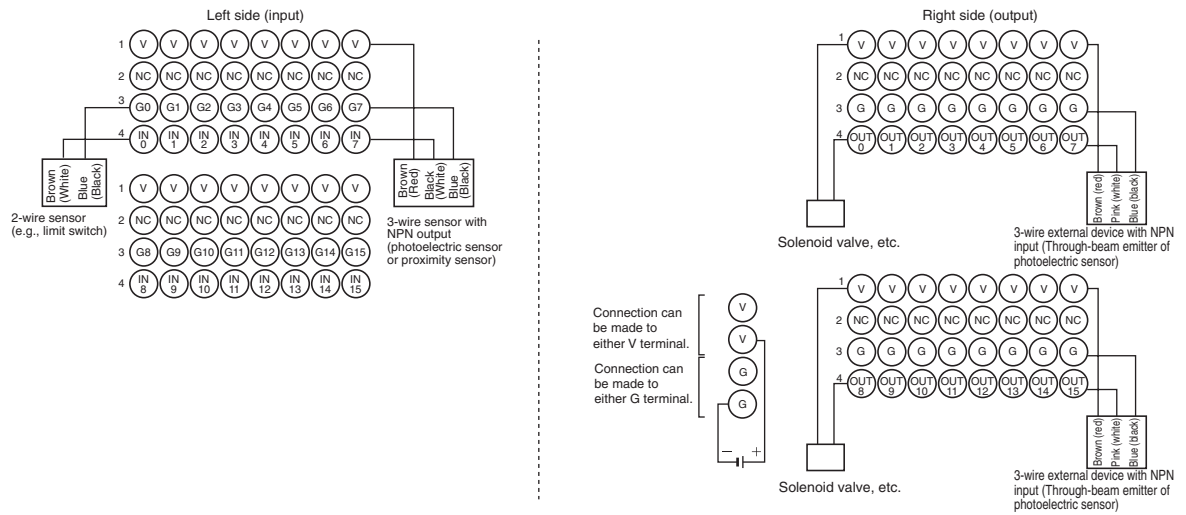 Left side (input)
1 V V V V V V V V
2 NC NC NC NC NC NC NC NC
3 G0 G1 G2 G3 G4 G5 G6 G7
4 IN 0 IN 1 IN 2 IN 3 IN 4 IN 5 IN 6 IN 7
Brown (White)
Blue (Black)
2-wire sensor
(e.g., limit switch)
Brown (Red)
Black (White)
Blue (Black)
3-wire sensor with
NPN output
(photoelectric sensor
or proximity sensor)
1 V V V V V V V V
2 NC NC NC NC NC NC NC NC
3 G8 G9 G10 G11 G12 G13 G14 G15
4 IN 8 IN 9 IN 10 IN 11 IN 12 IN 13 IN 14 IN 15
Right side (output)
1 V V V V V V V V
2 NC NC NC NC NC NC NC NC
3 G G G G G G G G
4 OUT 0 OUT 1 OUT 2 OUT 3 OUT 4 OUT 5 OUT 6 OUT 7
Solenoid valve, etc.
Brown (red)
Pink (white)
Blue (black)
3-wire external device with NPN
input (Through-beam emitter of
photoelectric sensor)
Connection can
be made to
either V terminal.
V
V
Connection can
be made to
either G terminal.
G
G
– +
1 V V V V V V V V
2 NC NC NC NC NC NC NC NC
3 G G G G G G G G
4 OUT 8 OUT 9 OUT 10 OUT 11 OUT 12 OUT 13 OUT 14 OUT 15
Solenoid valve, etc.
Brown (red)
Pink (white)
Blue (black)
3-wire external device with NPN
input (Through-beam emitter of
photoelectric sensor)